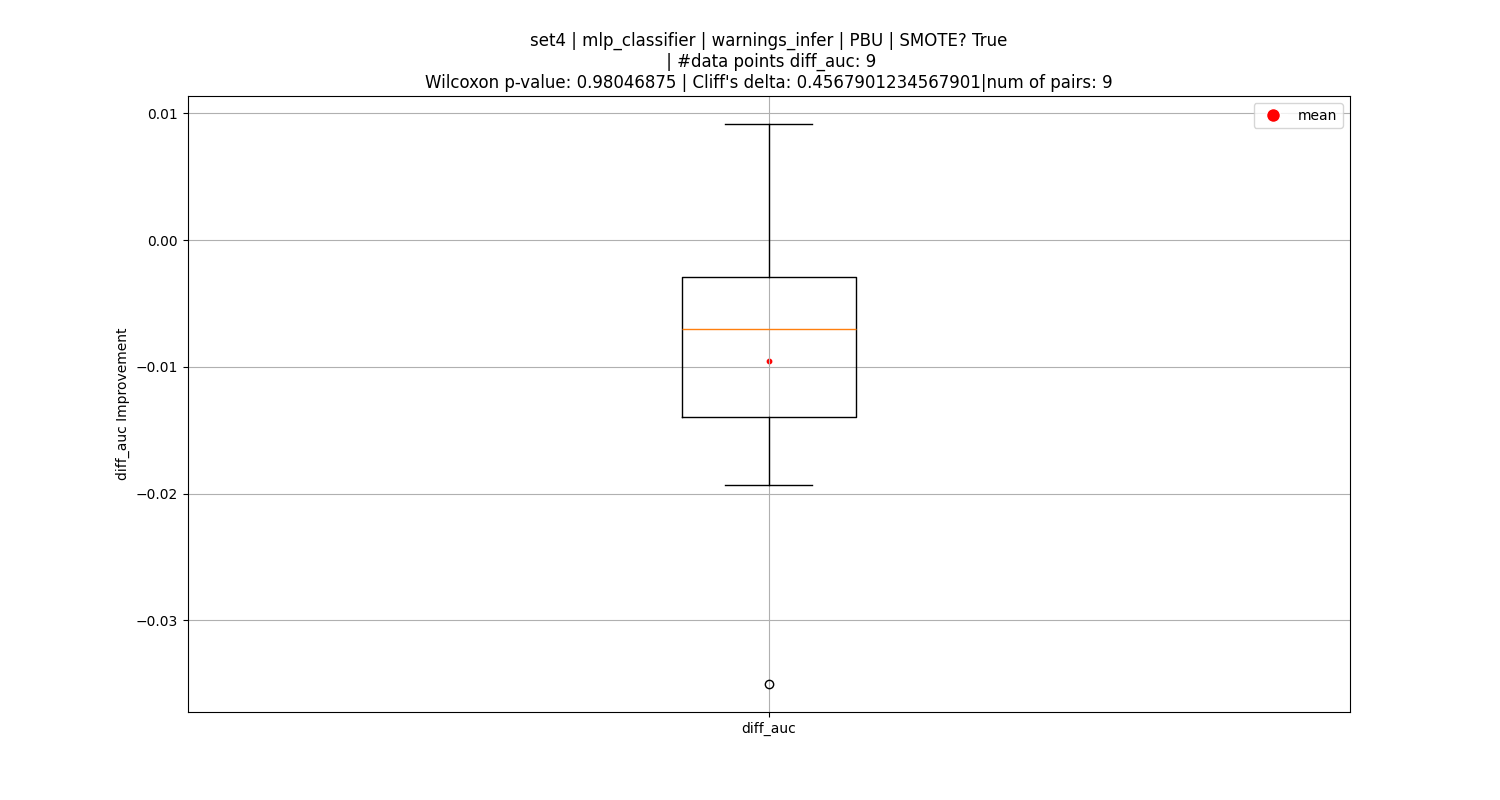 set4 | mlp_classifier | warnings_infer | PBU | SMOTE? True
| #data points diff_auc: 9
Wilcoxon p-value: 0.98046875 | Cliff's delta: 0.4567901234567901|num of pairs: 9
mean
0.01
0.00
−0.01
−0.02
−0.03
diff_auc Improvement
diff_auc